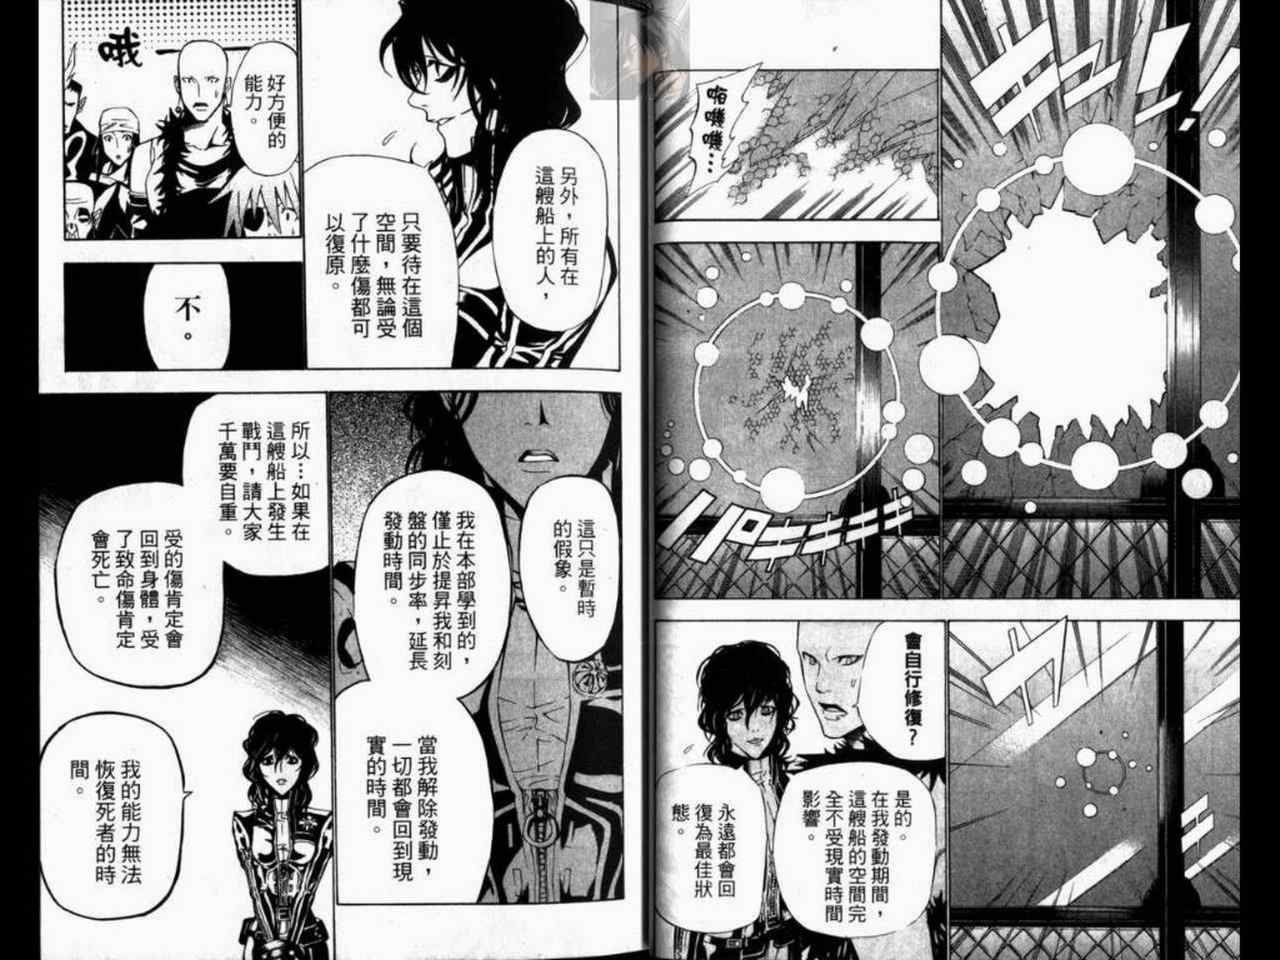 啪
嘰
嘰
…
パキキキキ
會自行修復？
是的。
在我發動期間，
這艘船的空間完
全不受現實時間
影響。
永遠都會回
復為最佳狀
態。
另外，所有在
這艘船上的人，
只要待在這個
空間，無論受
了什麼傷都可
以復原。
好方便的
能力。
哦
不。
這只是暫時
的假象。
我在本部學到的，
僅止於提昇我和刻
盤的同步率，延長
發動時間。
當我解除發動，
一切都會回到現
實的時間。
所以…如果在
這艘船上發生
戰鬥，請大家
千萬要自重。
受的傷肯定會
回到身體，受
了致命傷肯定
會死亡。
我的能力無法
恢復死者的時
間。